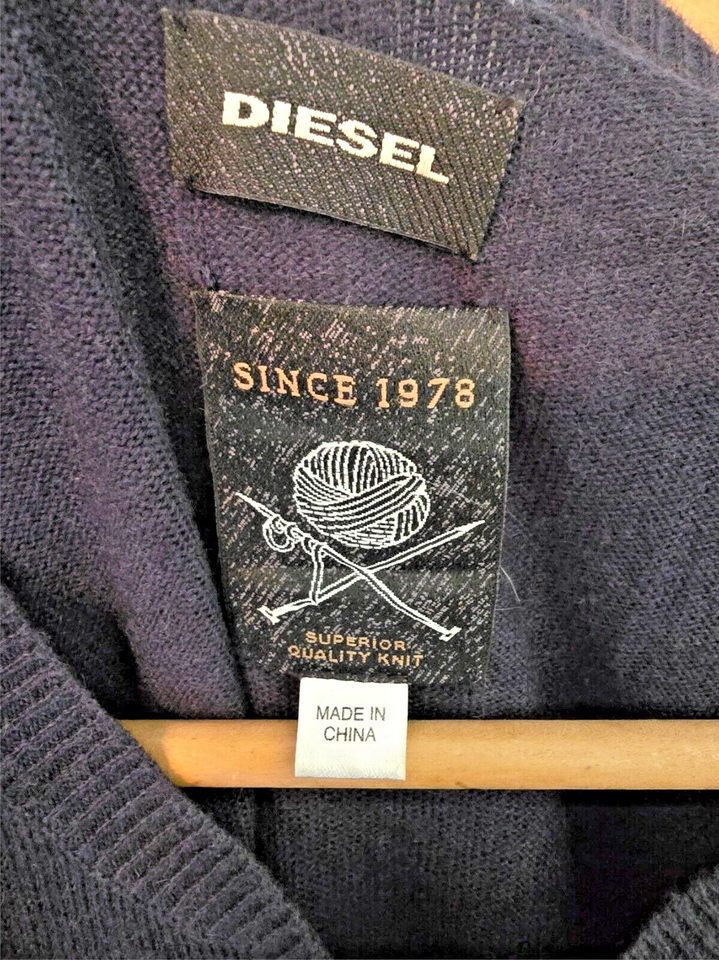 DIESEL
SINCE 1978
SUPERIOR
QUALITY KNIT
MADE IN
CHINA